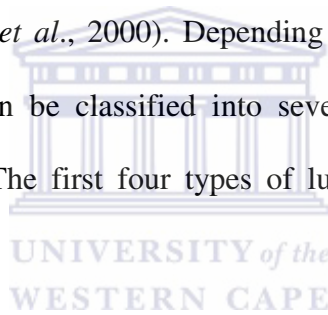 et al., 2000). Depending
n be classified into seve
The first four types of lu
UNIVERSITY of the
WESTERN CAPE